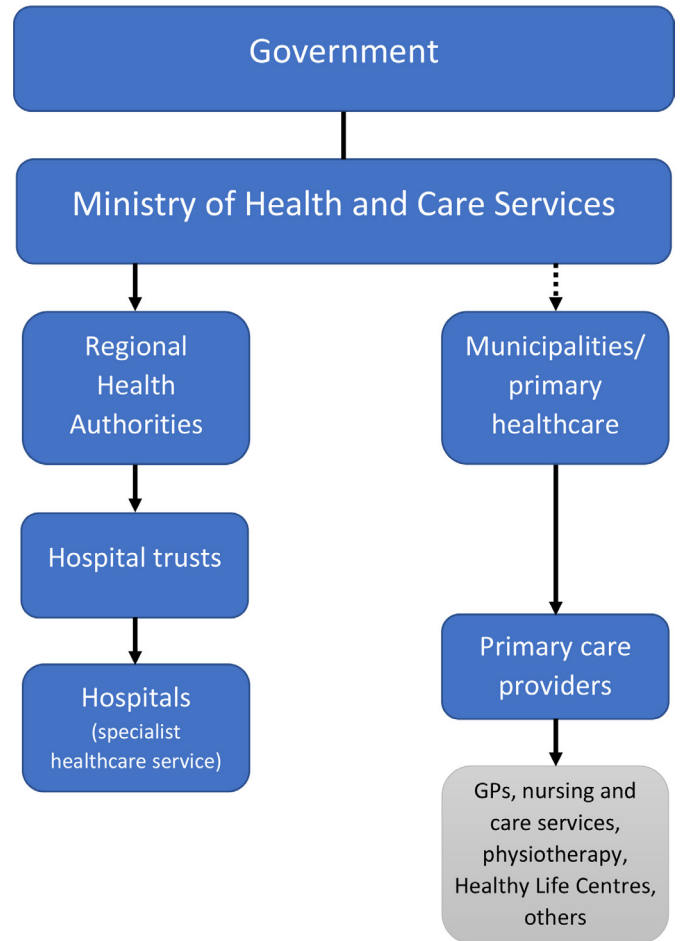 Government
Ministry of Health and Care Services
Regional
Health
Authorities
Municipalities/
primary
healthcare
Hospital trusts
Primary care
providers
Hospitals
(specialist
healthcare service)
GPs, nursing and
care services,
physiotherapy,
Healthy Life Centres,
others